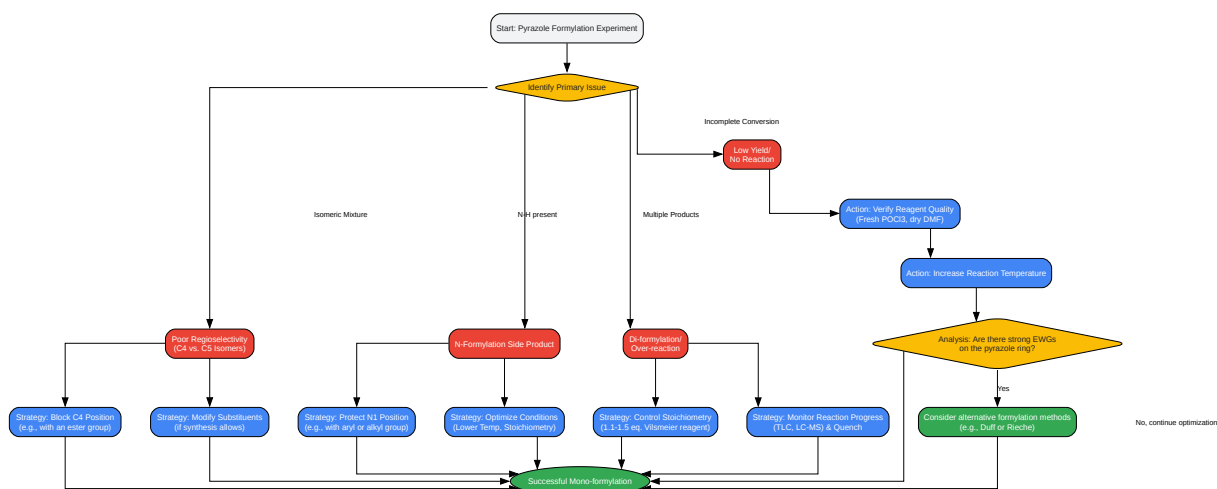 Start: Pyrazole Formylation Experiment
Identify Primary Issue
Incomplete Conversion
Low Yield/
No Reaction
Isomeric Mixture
N-H present
Multiple Products
Action: Verify Reagent Quality
(Fresh POCl3, dry DMF)
Action: Increase Reaction Temperature
Poor Regioselectivity
(C4 vs. C5 Isomers)
N-Formylation Side Product
Di-formylation/
Over-reaction
Analysis: Are there strong EWGs
on the pyrazole ring?
Yes
Strategy: Block C4 Position
(e.g., with an ester group)
Strategy: Modify Substituents
(if synthesis allows)
Strategy: Protect N1 Position
(e.g., with aryl or alkyl group)
Strategy: Optimize Conditions
(Lower Temp, Stoichiometry)
Strategy: Control Stoichiometry
(1.1-1.5 eq. Vilsmeier reagent)
Strategy: Monitor Reaction Progress
(TLC, LC-MS) & Quench
Consider alternative formylation methods
(e.g., Duff or Rieche)
No, continue optimization
Successful Mono-formylation